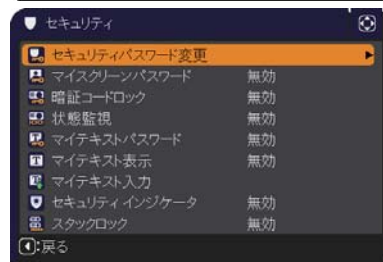 セキュリティ
セキュリティパスワード変更
マイスクリーンパスワード 無効
暗証コードロック 無効
状態監視 無効
マイテキストパスワード 無効
マイテキスト表示 無効
マイテキスト入力
セキュリティ インジケータ 無効
スタックロック 無効
:戻る